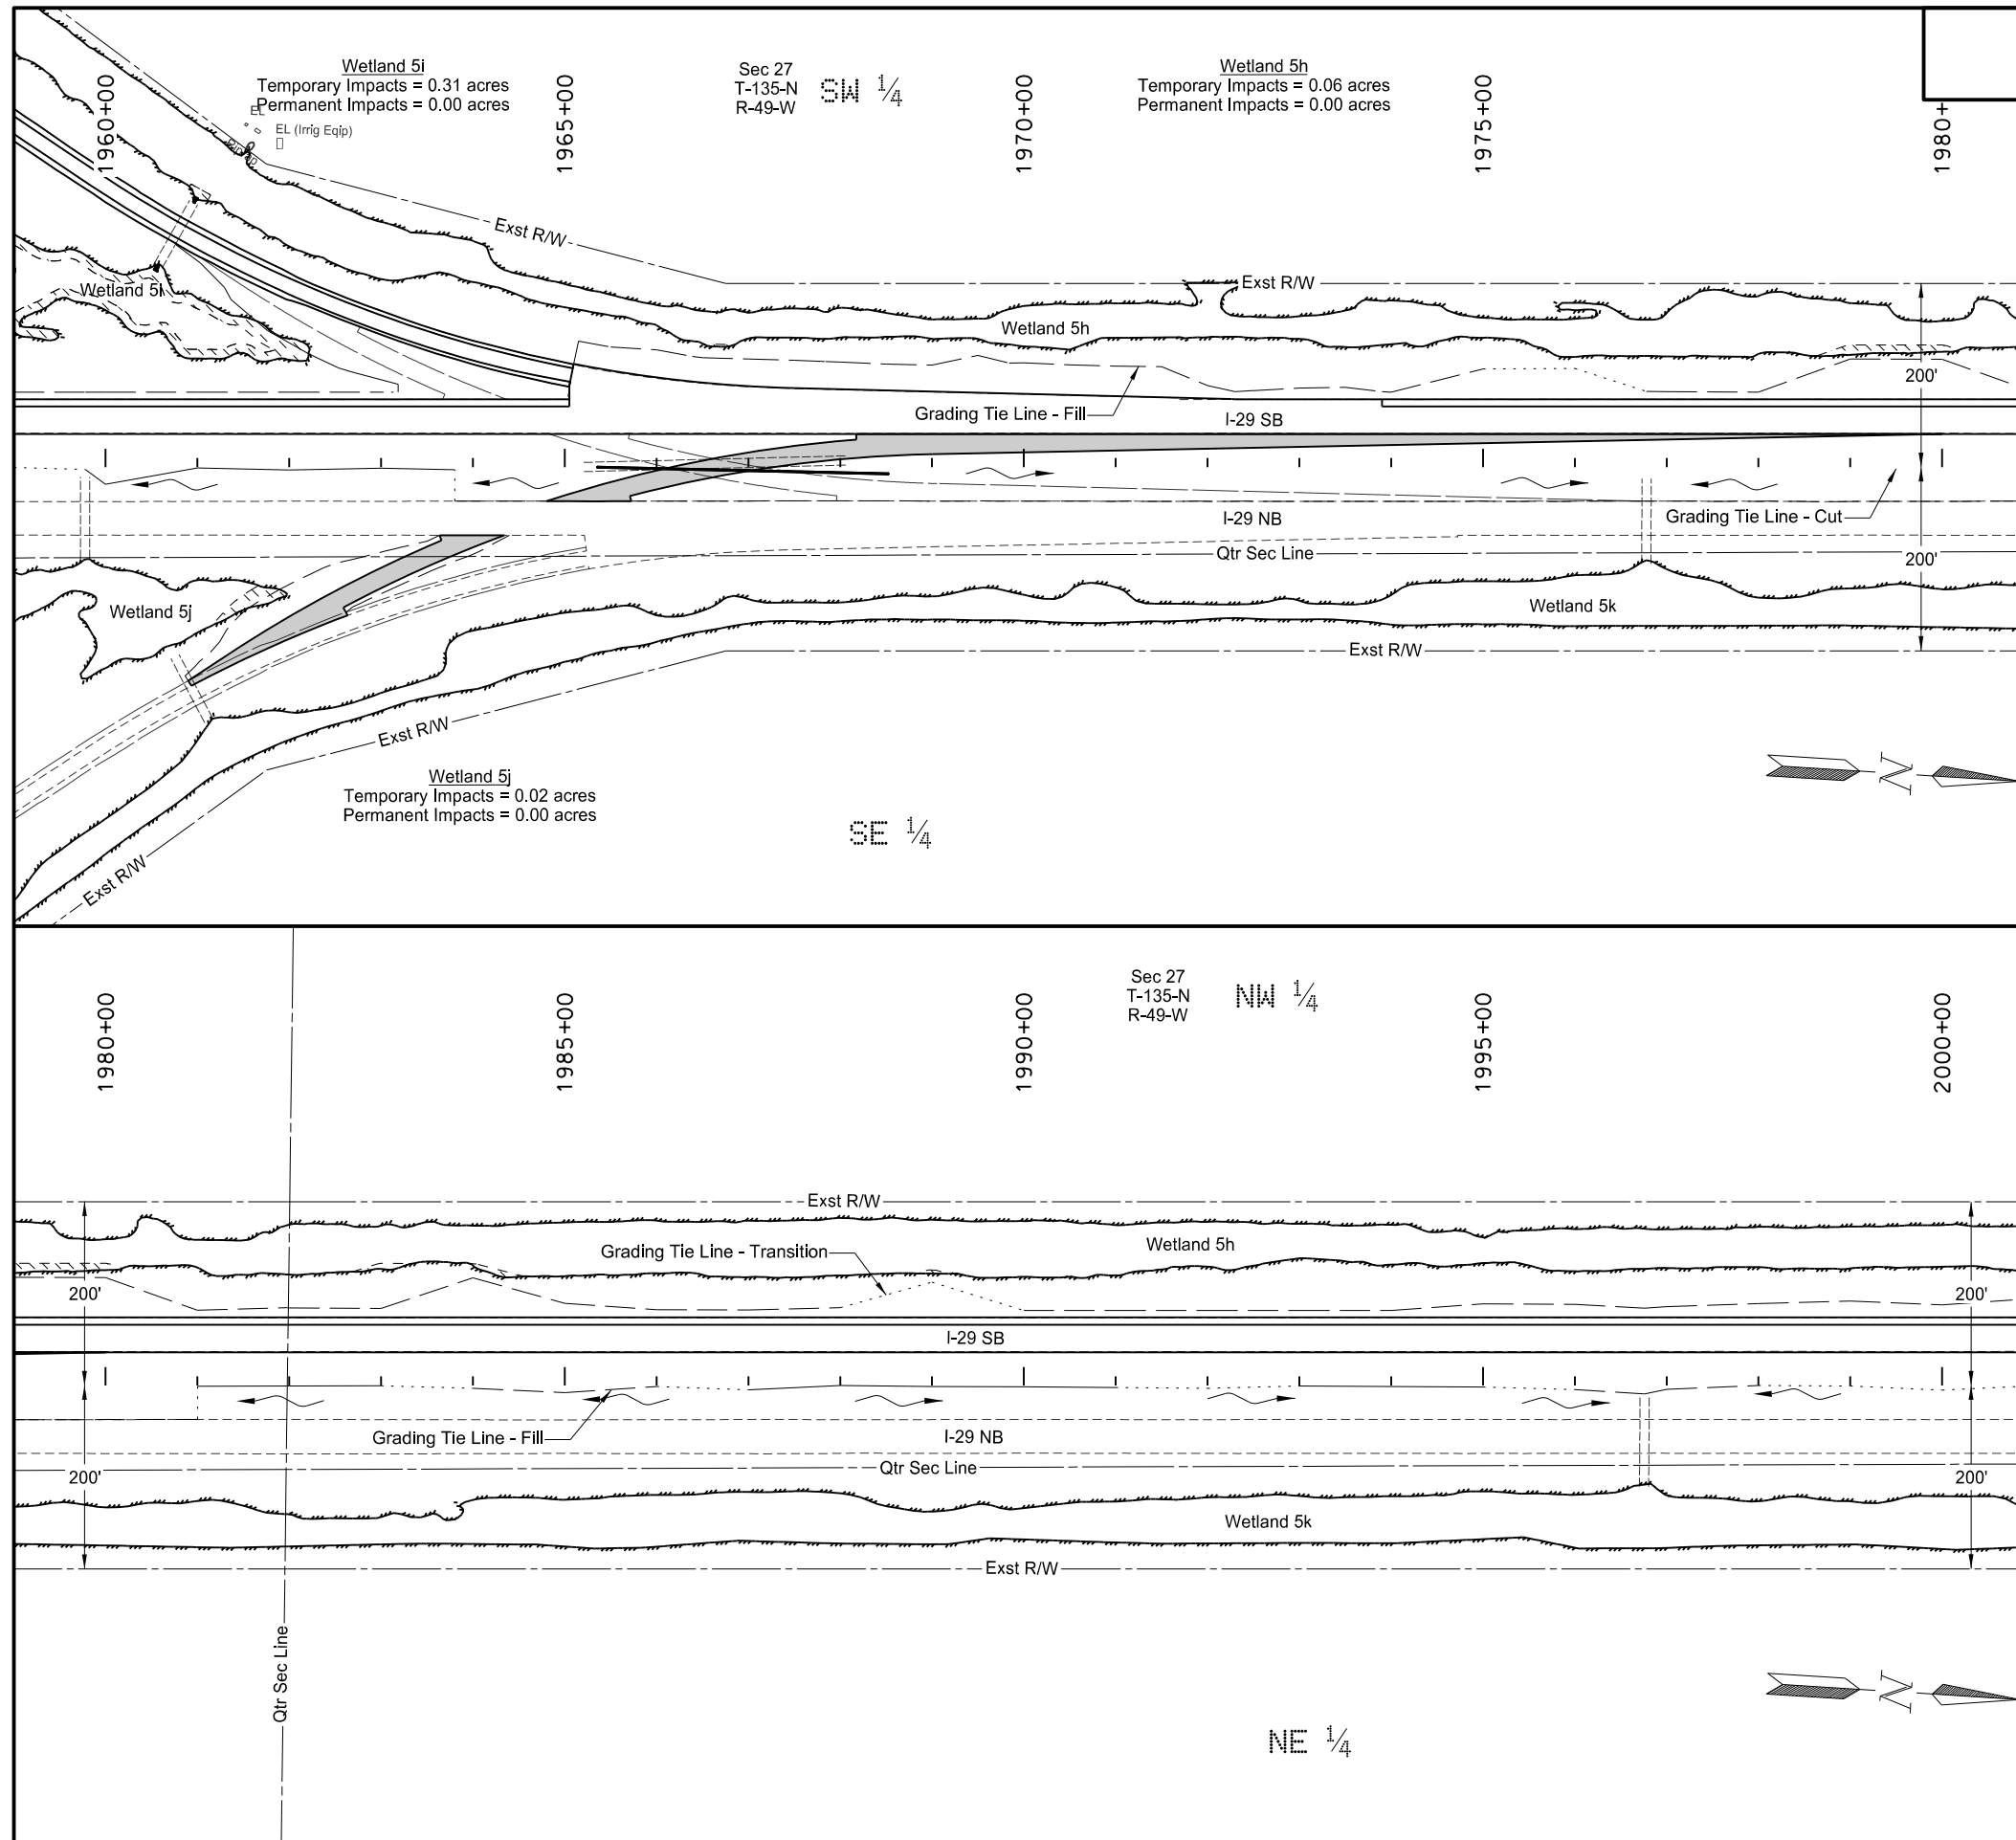 Wetland 5i
Temporary Impacts = 0.31 acres
Permanent Impacts = 0.00 acres
Sec 27
T-135-N
R-49-W
SW 1/4
Wetland 5h
Temporary Impacts = 0.06 acres
Permanent Impacts = 0.00 acres
1960+00
1965+00
1970+00
1975+00
1980+
EL
EL (Irrig Eqip)
Exst R/W
Exst R/W
Wetland 5i
Wetland 5h
200'
Grading Tie Line - Fill
I-29 SB
I-29 NB
Grading Tie Line - Cut
Qtr Sec Line
200'
Wetland 5j
Wetland 5k
Exst R/W
Exst R/W
Wetland 5j
Temporary Impacts = 0.02 acres
Permanent Impacts = 0.00 acres
N
SE 1/4
Exst R/W
Sec 27
T-135-N
R-49-W
NW 1/4
1980+00
1985+00
1990+00
1995+00
2000+00
Exst R/W
Wetland 5h
Grading Tie Line - Transition
200'
200'
I-29 SB
Grading Tie Line - Fill
I-29 NB
Qtr Sec Line
200'
200'
Wetland 5k
Exst R/W
Qtr Sec Line
N
NE 1/4